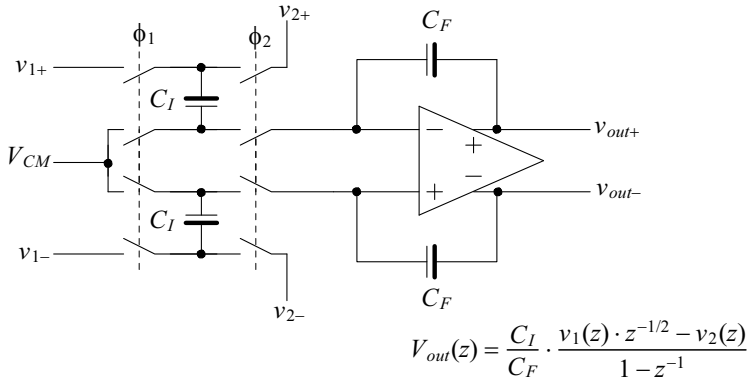 v2+
ϕ1
ϕ2
CF
v1+
CI
−
vout+
VCM
+
−
vout−
+
CI
v1−
CF
v2−
Vout(z) = CI/CF · (v1(z) · z−1/2 − v2(z))/(1 − z−1)